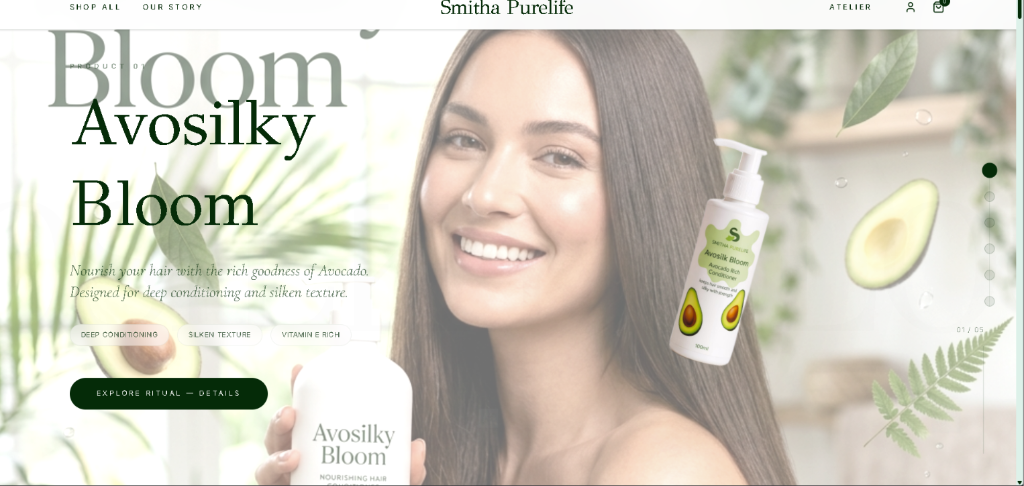 SHOP ALL
OUR STORY
Smitha Purelife
ATELIER
Bloom
PRODUCT 01
Avosilky
Bloom
Nourish your hair with the rich goodness of Avocado.
Designed for deep conditioning and silken texture.
DEEP CONDITIONING
SILKEN TEXTURE
VITAMIN E RICH
EXPLORE RITUAL — DETAILS
Avosilky
Bloom
NOURISHING HAIR
S
SMITHA PURELIFE
Avosilk Bloom
Avocado Rich
Conditioner
01 / 05